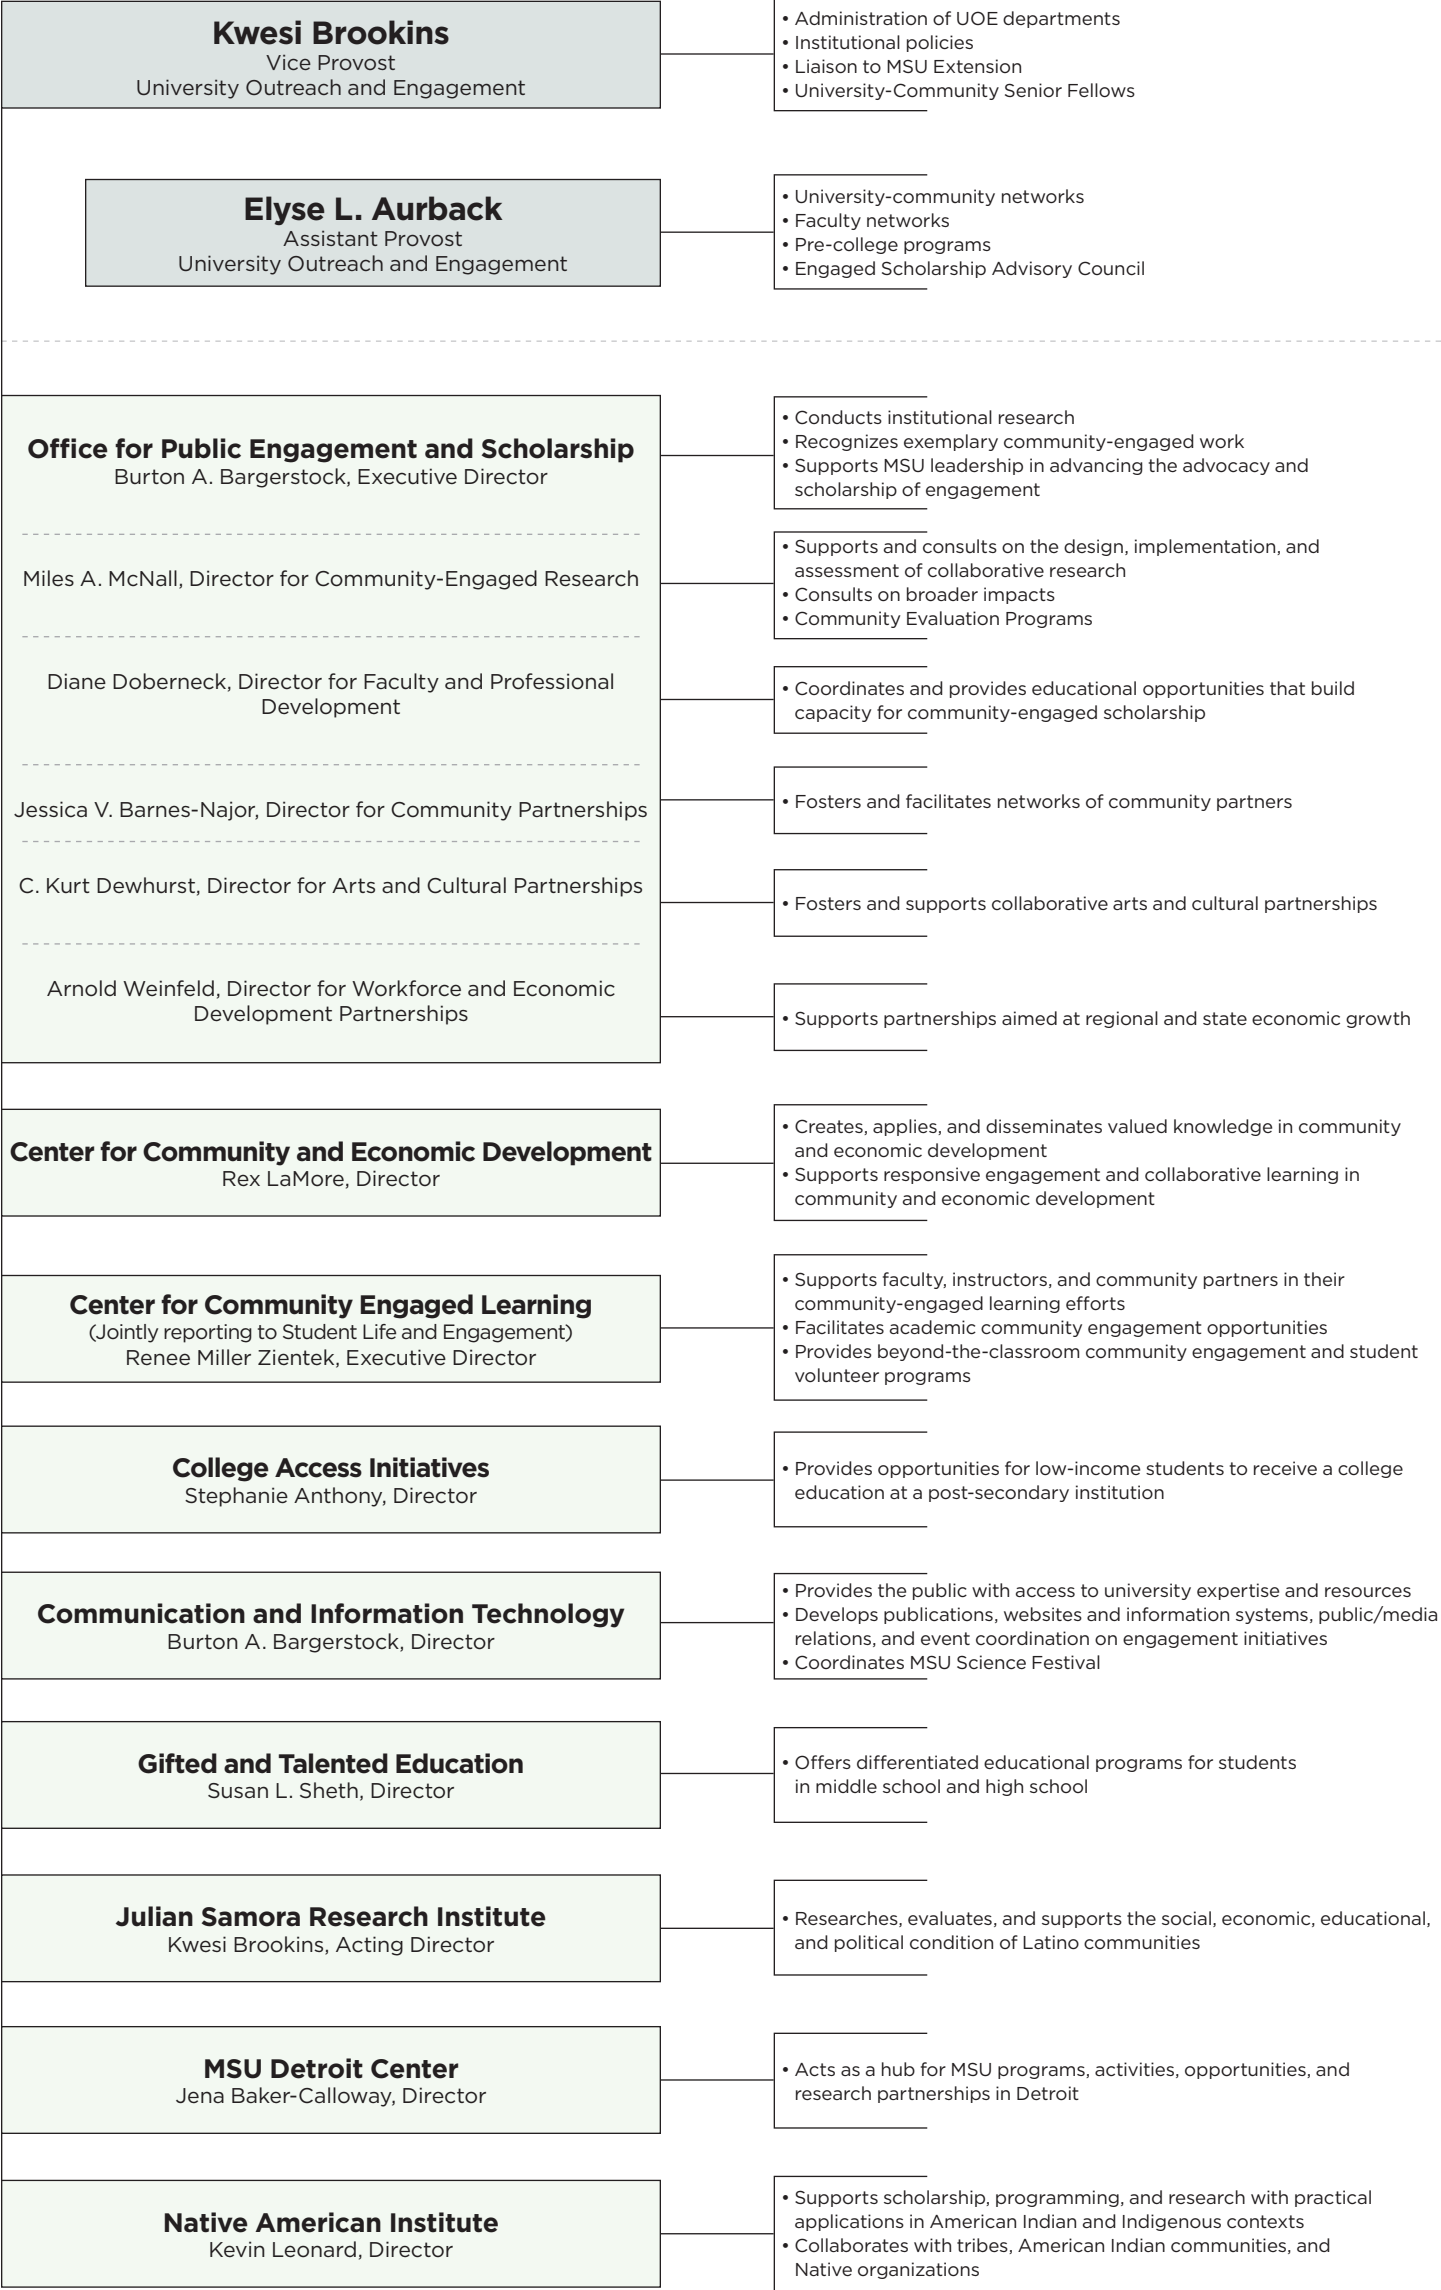 Kwesi Brookins
Vice Provost
University Outreach and Engagement
• Administration of UOE departments
• Institutional policies
• Liaison to MSU Extension
• University-Community Senior Fellows
Elyse L. Aurback
Assistant Provost
University Outreach and Engagement
• University-community networks
• Faculty networks
• Pre-college programs
• Engaged Scholarship Advisory Council
Office for Public Engagement and Scholarship
Burton A. Bargerstock, Executive Director
• Conducts institutional research
• Recognizes exemplary community-engaged work
• Supports MSU leadership in advancing the advocacy and
scholarship of engagement
Miles A. McNall, Director for Community-Engaged Research
• Supports and consults on the design, implementation, and
assessment of collaborative research
• Consults on broader impacts
• Community Evaluation Programs
Diane Doberneck, Director for Faculty and Professional
Development
• Coordinates and provides educational opportunities that build
capacity for community-engaged scholarship
Jessica V. Barnes-Najor, Director for Community Partnerships
• Fosters and facilitates networks of community partners
C. Kurt Dewhurst, Director for Arts and Cultural Partnerships
• Fosters and supports collaborative arts and cultural partnerships
Arnold Weinfeld, Director for Workforce and Economic
Development Partnerships
• Supports partnerships aimed at regional and state economic growth
Center for Community and Economic Development
Rex LaMore, Director
• Creates, applies, and disseminates valued knowledge in community
and economic development
• Supports responsive engagement and collaborative learning in
community and economic development
Center for Community Engaged Learning
(Jointly reporting to Student Life and Engagement)
Renee Miller Zientek, Executive Director
• Supports faculty, instructors, and community partners in their
community-engaged learning efforts
• Facilitates academic community engagement opportunities
• Provides beyond-the-classroom community engagement and student
volunteer programs
College Access Initiatives
Stephanie Anthony, Director
• Provides opportunities for low-income students to receive a college
education at a post-secondary institution
Communication and Information Technology
Burton A. Bargerstock, Director
• Provides the public with access to university expertise and resources
• Develops publications, websites and information systems, public/media
relations, and event coordination on engagement initiatives
• Coordinates MSU Science Festival
Gifted and Talented Education
Susan L. Sheth, Director
• Offers differentiated educational programs for students
in middle school and high school
Julian Samora Research Institute
Kwesi Brookins, Acting Director
• Researches, evaluates, and supports the social, economic, educational,
and political condition of Latino communities
MSU Detroit Center
Jena Baker-Calloway, Director
• Acts as a hub for MSU programs, activities, opportunities, and
research partnerships in Detroit
Native American Institute
Kevin Leonard, Director
• Supports scholarship, programming, and research with practical
applications in American Indian and Indigenous contexts
• Collaborates with tribes, American Indian communities, and
Native organizations